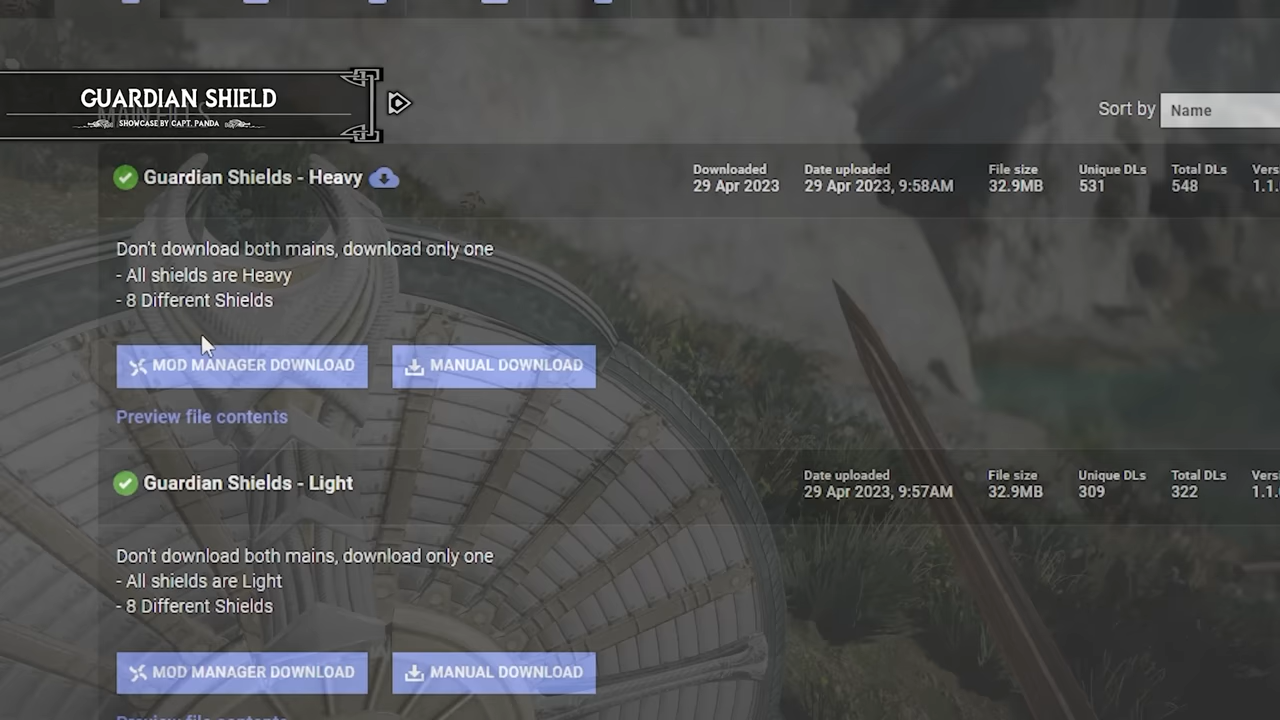 GUARDIAN SHIELD
SHOWCASE BY CAPT. PANDA
Sort by Name
Guardian Shields - Heavy
Downloaded
29 Apr 2023
Date uploaded
29 Apr 2023, 9:58AM
File size
32.9MB
Unique DLs
531
Total DLs
548
Don't download both mains, download only one
- All shields are Heavy
- 8 Different Shields
MOD MANAGER DOWNLOAD
MANUAL DOWNLOAD
Preview file contents
Guardian Shields - Light
Date uploaded
29 Apr 2023, 9:57AM
File size
32.9MB
Unique DLs
309
Total DLs
322
Don't download both mains, download only one
- All shields are Light
- 8 Different Shields
MOD MANAGER DOWNLOAD
MANUAL DOWNLOAD